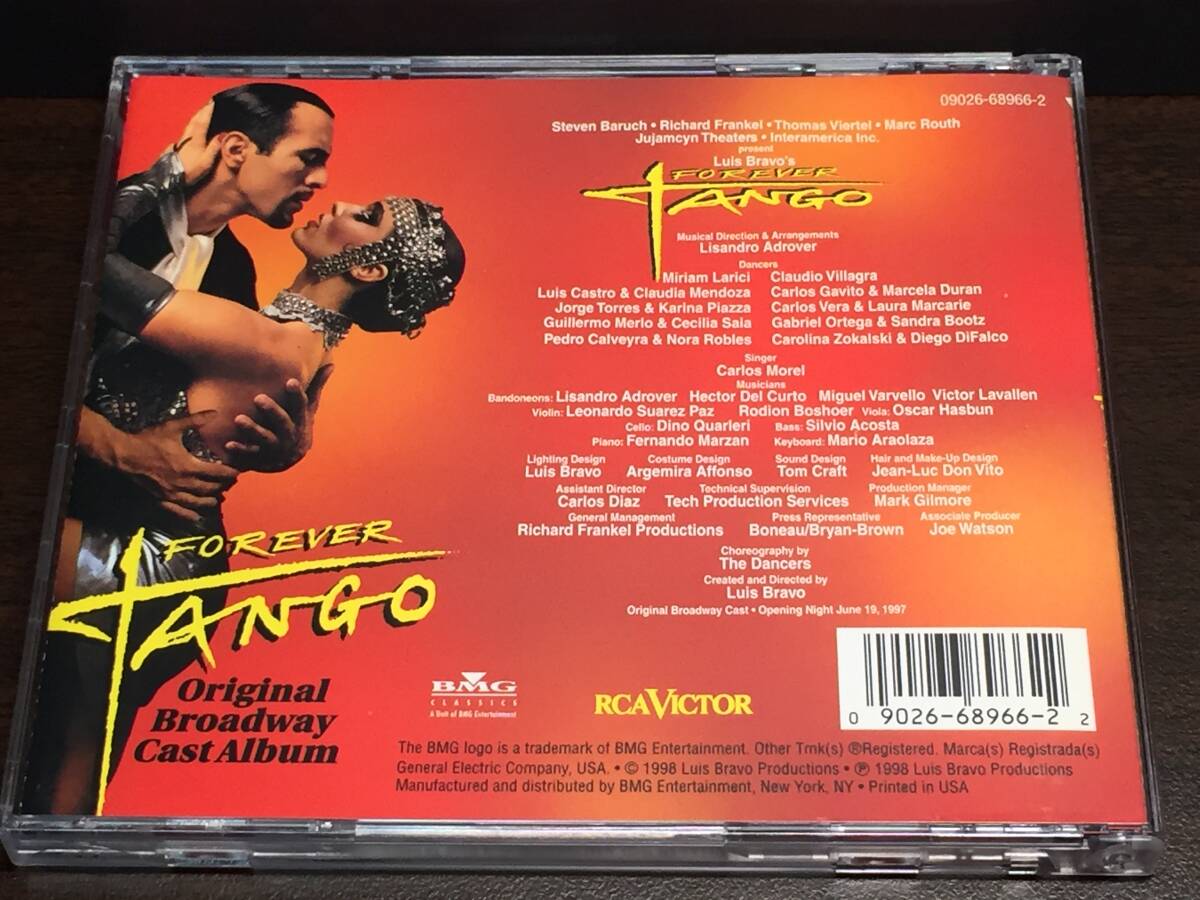 09026-68966-2
Steven Baruch • Richard Frankel • Thomas Viertel • Marc Routh
Jujamcyn Theaters • Interamerica Inc.
present
Luis Bravo's
FOREVER
TANGO
Musical Direction & Arrangements
Lisandro Adrover
Dancers
Miriam Larici Claudio Villagra
Luis Castro & Claudia Mendoza Carlos Gavito & Marcela Duran
Jorge Torres & Karina Piazza Carlos Vera & Laura Marcarie
Guillermo Merlo & Cecilia Saia Gabriel Ortega & Sandra Bootz
Pedro Calveyra & Nora Robles Carolina Zokalski & Diego DiFalco
Singer
Carlos Morel
Musicians
Bandoneons: Lisandro Adrover Hector Del Curto Miguel Varvello Victor Lavallen
Violin: Leonardo Suarez Paz Rodion Boshoer Viola: Oscar Hasbun
Cello: Dino Quarleri Bass: Silvio Acosta
Piano: Fernando Marzan Keyboard: Mario Araolaza
Lighting Design Costume Design Sound Design Hair and Make-Up Design
Luis Bravo Argemira Affonso Tom Craft Jean-Luc Don Vito
Assistant Director Technical Supervision Production Manager
Carlos Diaz Tech Production Services Mark Gilmore
General Management Press Representative Associate Producer
Richard Frankel Productions Boneau/Bryan-Brown Joe Watson
Choreography by
The Dancers
Created and Directed by
Luis Bravo
Original Broadway Cast • Opening Night June 19, 1997
FOREVER
TANGO
Original
Broadway
Cast Album
BMG
CLASSICS
A Unit of BMG Entertainment
RCA VICTOR
0 9026-68966-2 2
The BMG logo is a trademark of BMG Entertainment. Other Tmk(s) ®Registered. Marca(s) Registrada(s)
General Electric Company, USA. • © 1998 Luis Bravo Productions • ℗ 1998 Luis Bravo Productions
Manufactured and distributed by BMG Entertainment, New York, NY • Printed in USA